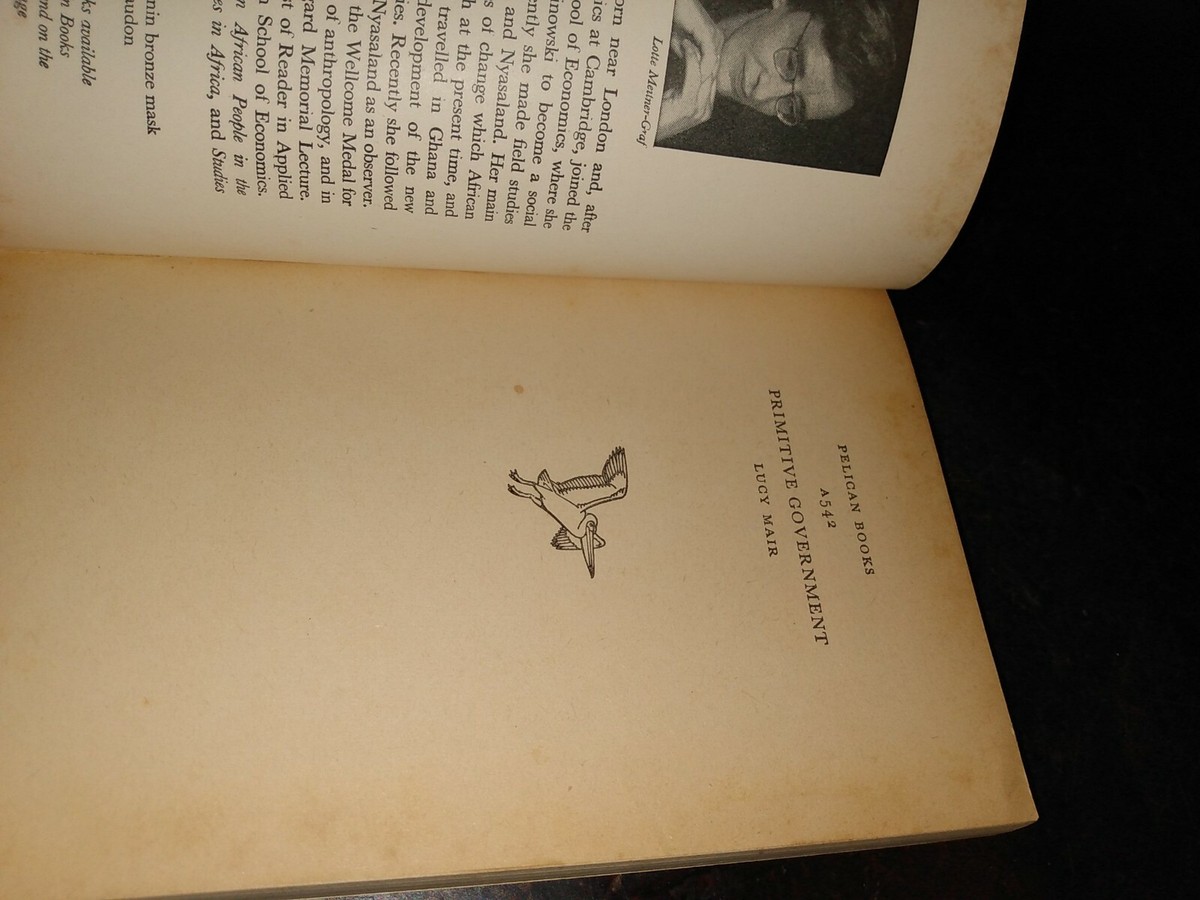 Lotte Meitner-Graf
orn near London and, after
ics at Cambridge, joined the
ool of Economics, where she
inowski to become a social
ently she made field studies
and Nyasaland. Her main
s of change which African
h at the present time, and
travelled in Ghana and
development of the new
ies. Recently she followed
Nyasaland as an observer.
the Wellcome Medal for
of anthropology, and in
gard Memorial Lecture.
st of Reader in Applied
n School of Economics.
n African People in the
es in Africa, and Studies
nin bronze mask
audon
ks available
n Books
nd on the
ge
PELICAN BOOKS
A542
PRIMITIVE GOVERNMENT
LUCY MAIR